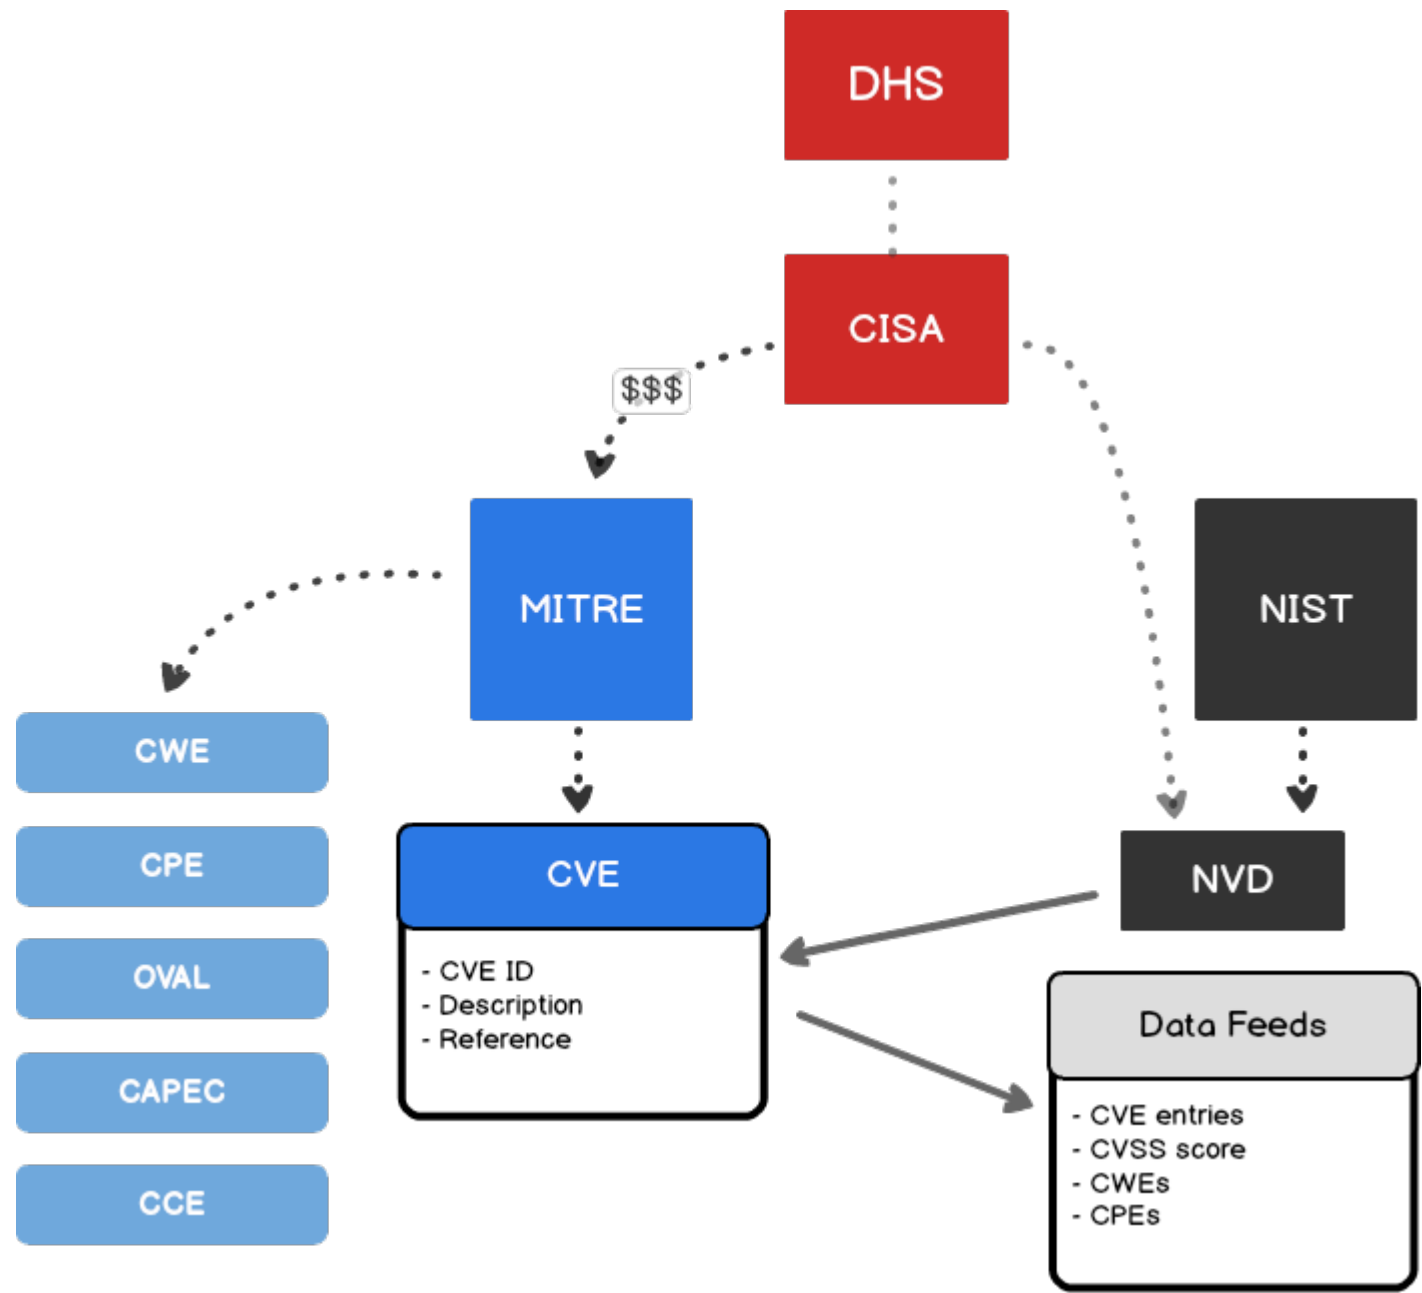 DHS
CISA
$$$
MITRE
NIST
CWE
CPE
OVAL
CAPEC
CCE
CVE
- CVE ID
- Description
- Reference
NVD
Data Feeds
- CVE entries
- CVSS score
- CWEs
- CPEs